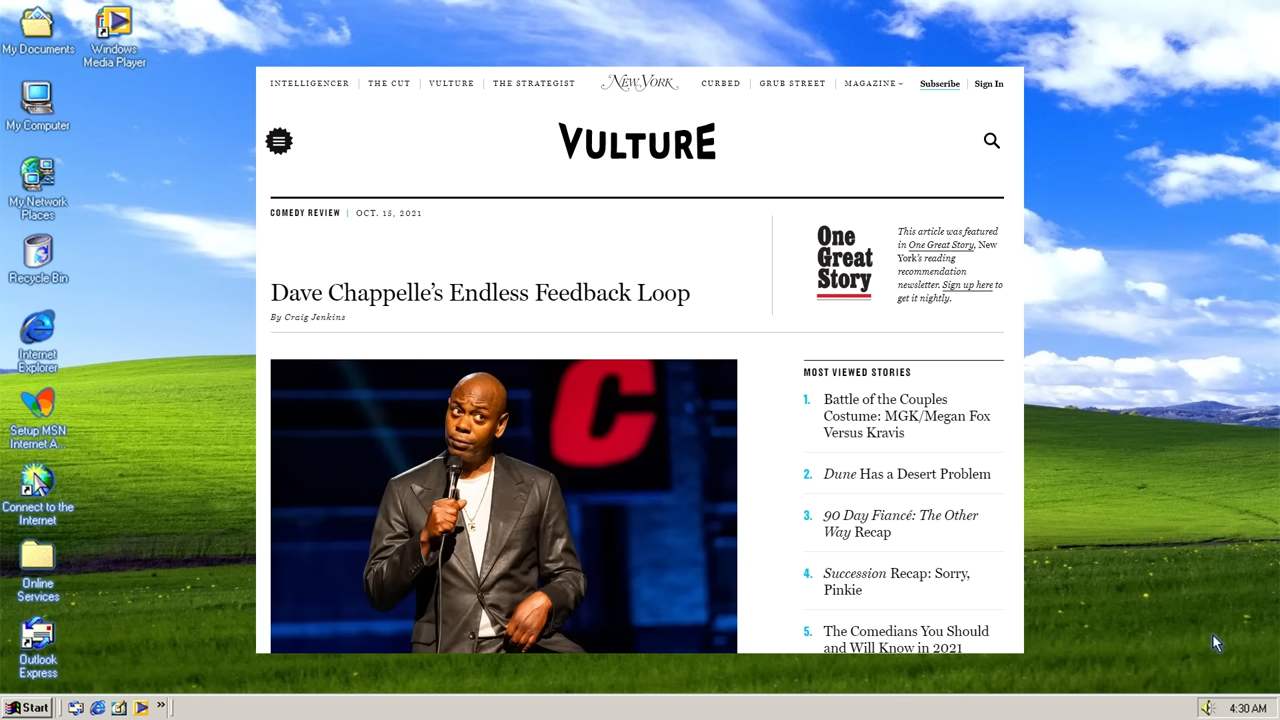 My Documents
Windows
Media Player
My Computer
My Network
Places
Recycle Bin
Internet
Explorer
Setup MSN
Internet A...
Connect to the
Internet
Online
Services
Outlook
Express
INTELLIGENCER
THE CUT
VULTURE
THE STRATEGIST
NEW YORK
CURBED
GRUB STREET
MAGAZINE
Subscribe
Sign In
VULTURE
COMEDY REVIEW
OCT. 15, 2021
Dave Chappelle’s Endless Feedback Loop
By Craig Jenkins
One
Great
Story
This article was featured
in One Great Story, New
York’s reading
recommendation
newsletter. Sign up here to
get it nightly.
C
MOST VIEWED STORIES
1. Battle of the Couples
Costume: MGK/Megan Fox
Versus Kravis
2. Dune Has a Desert Problem
3. 90 Day Fiancé: The Other
Way Recap
4. Succession Recap: Sorry,
Pinkie
5. The Comedians You Should
and Will Know in 2021
Start
»
4:30 AM